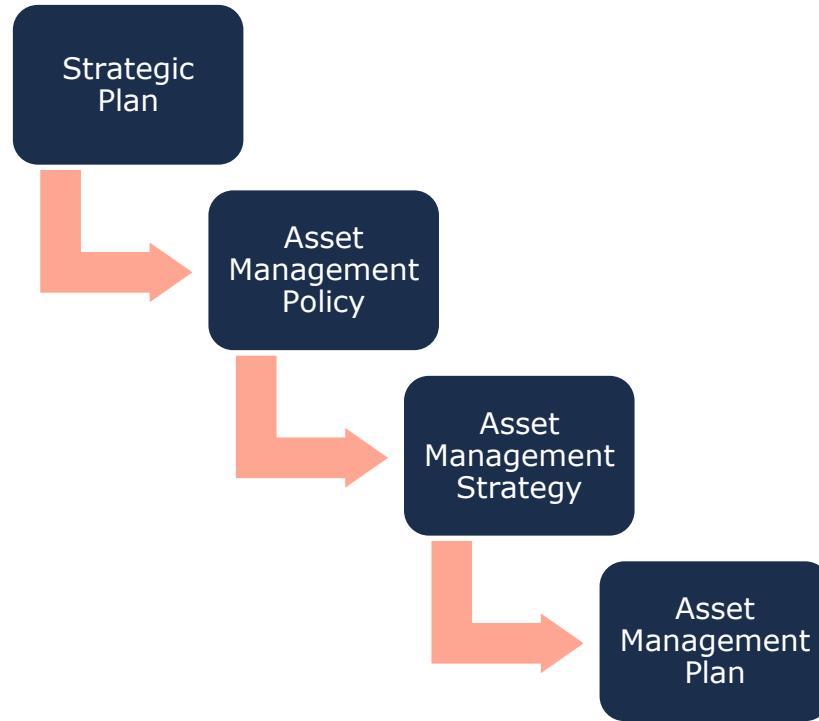 Strategic
Plan
Asset
Management
Policy
Asset
Management
Strategy
Asset
Management
Plan